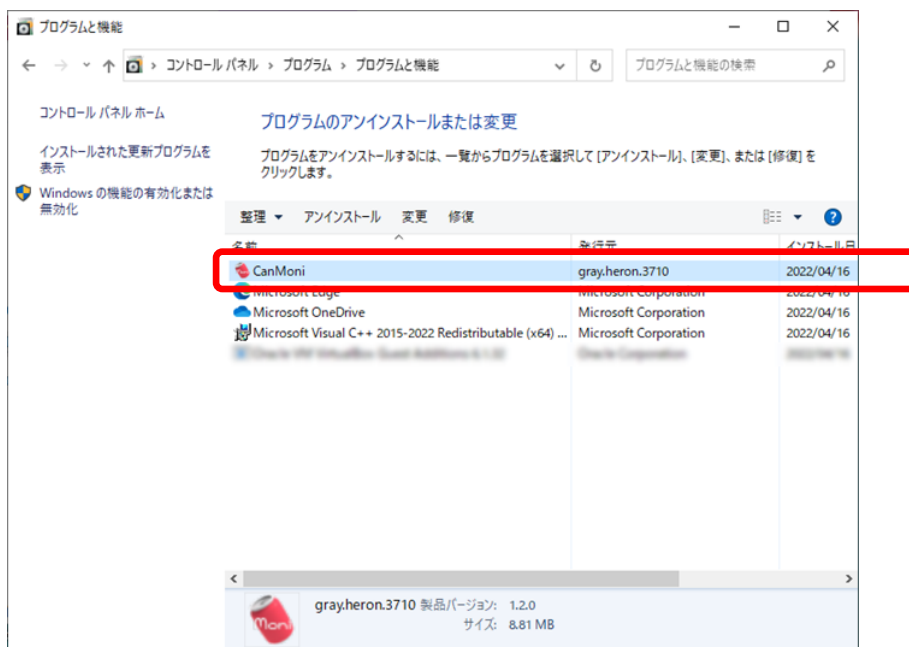 プログラムと機能
コントロール パネル › プログラム › プログラムと機能
プログラムと機能の検索
コントロール パネル ホーム
インストールされた更新プログラムを
表示
Windows の機能の有効化または
無効化
プログラムのアンインストールまたは変更
プログラムをアンインストールするには、一覧からプログラムを選択して [アンインストール]、[変更]、または [修復] を
クリックします。
整理 アンインストール 変更 修復
名前 発行元 インストール日
CanMoni gray.heron.3710 2022/04/16
Microsoft Edge Microsoft Corporation 2022/04/16
Microsoft OneDrive Microsoft Corporation 2022/04/16
Microsoft Visual C++ 2015-2022 Redistributable (x64) ... Microsoft Corporation 2022/04/16
gray.heron.3710 製品バージョン: 1.2.0
サイズ: 8.81 MB
Moni